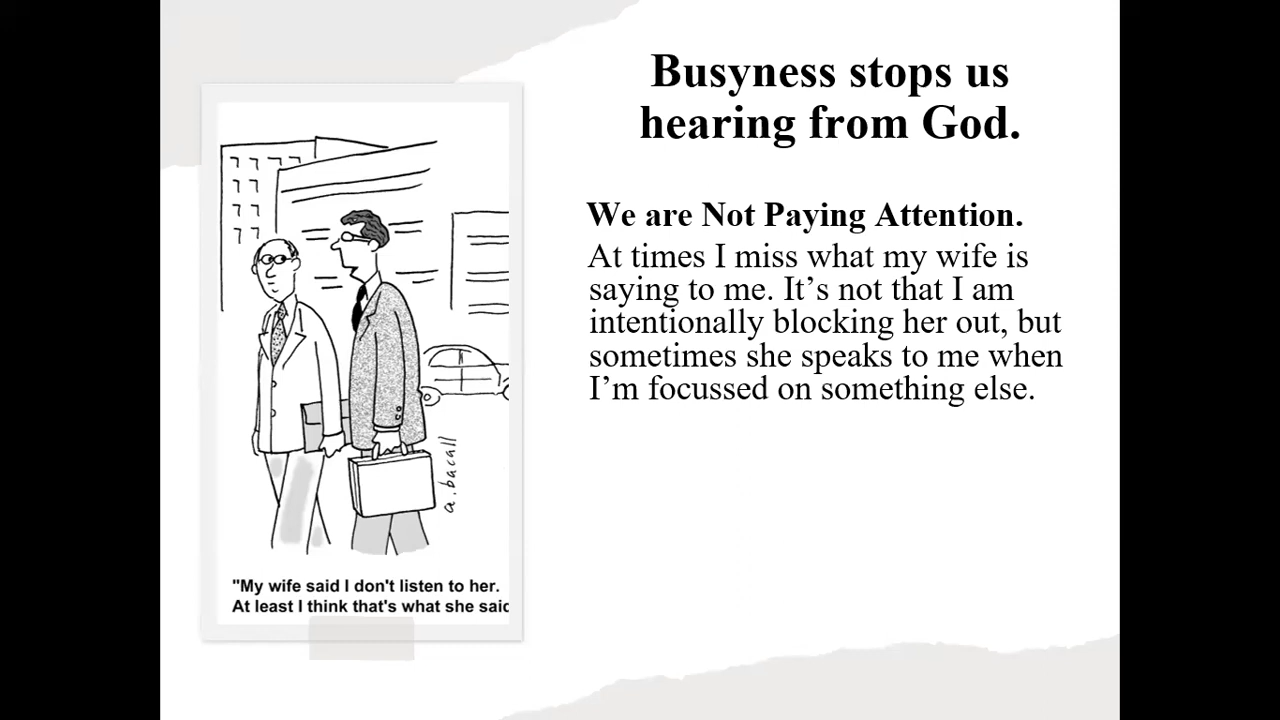 Busyness stops us
hearing from God.
We are Not Paying Attention.
At times I miss what my wife is
saying to me. It’s not that I am
intentionally blocking her out, but
sometimes she speaks to me when
I’m focussed on something else.
a.bacall
"My wife said I don't listen to her.
At least I think that's what she said